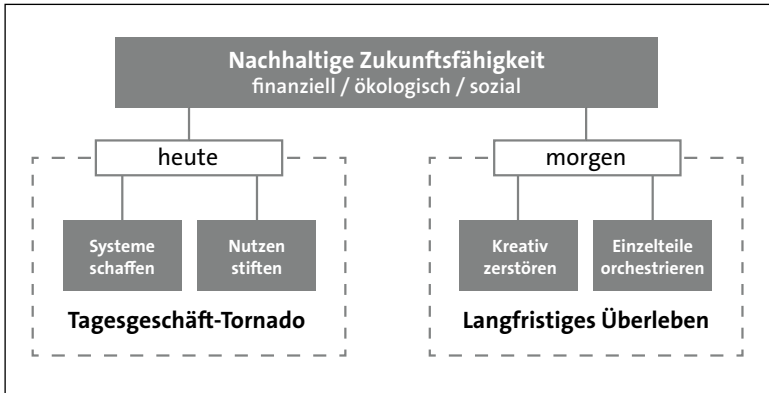 Nachhaltige Zukunftsfähigkeit
finanziell / ökologisch / sozial
heute
morgen
Systeme
schaffen
Nutzen
stiften
Kreativ
zerstören
Einzelteile
orchestrieren
Tagesgeschäft-Tornado
Langfristiges Überleben